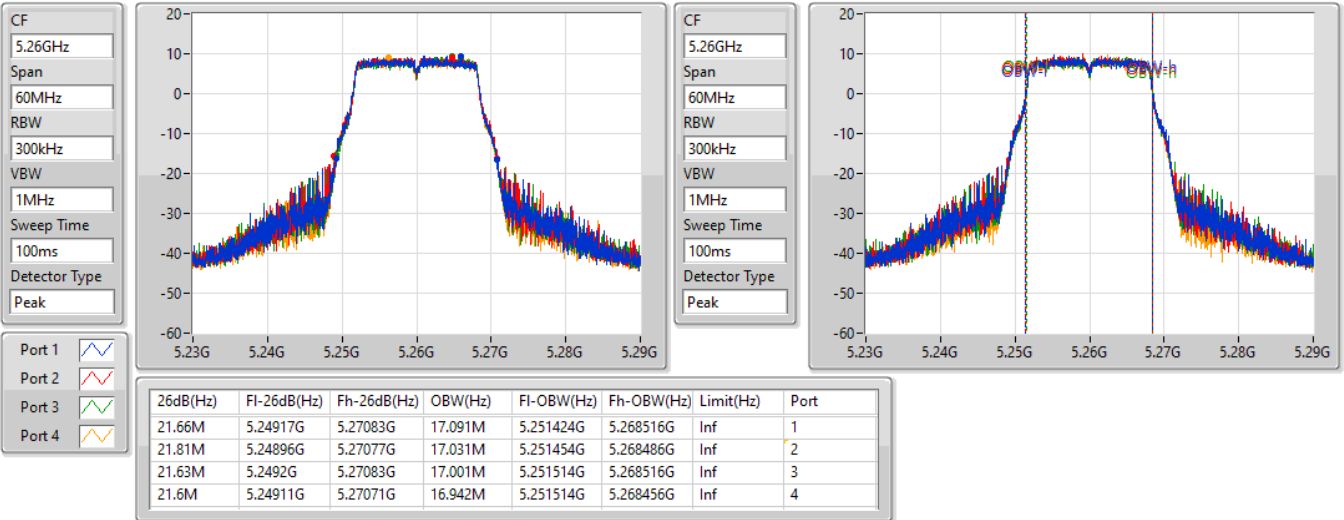 CF
5.26GHz
Span
60MHz
RBW
300kHz
VBW
1MHz
Sweep Time
100ms
Detector Type
Peak
20
10
0
-10
-20
-30
-40
-50
-60
5.23G 5.24G 5.25G 5.26G 5.27G 5.28G 5.29G
CF
5.26GHz
Span
60MHz
RBW
300kHz
VBW
1MHz
Sweep Time
100ms
Detector Type
Peak
20
10
0
-10
-20
-30
-40
-50
-60
OBW-h
5.23G 5.24G 5.25G 5.26G 5.27G 5.28G 5.29G
Port 1
Port 2
Port 3
Port 4
26dB(Hz) Fl-26dB(Hz) Fh-26dB(Hz) OBW(Hz) Fl-OBW(Hz) Fh-OBW(Hz) Limit(Hz) Port
21.66M 5.24917G 5.27083G 17.091M 5.251424G 5.268516G Inf 1
21.81M 5.24896G 5.27077G 17.031M 5.251454G 5.268486G Inf 2
21.63M 5.2492G 5.27083G 17.001M 5.251514G 5.268516G Inf 3
21.6M 5.24911G 5.27071G 16.942M 5.251514G 5.268456G Inf 4